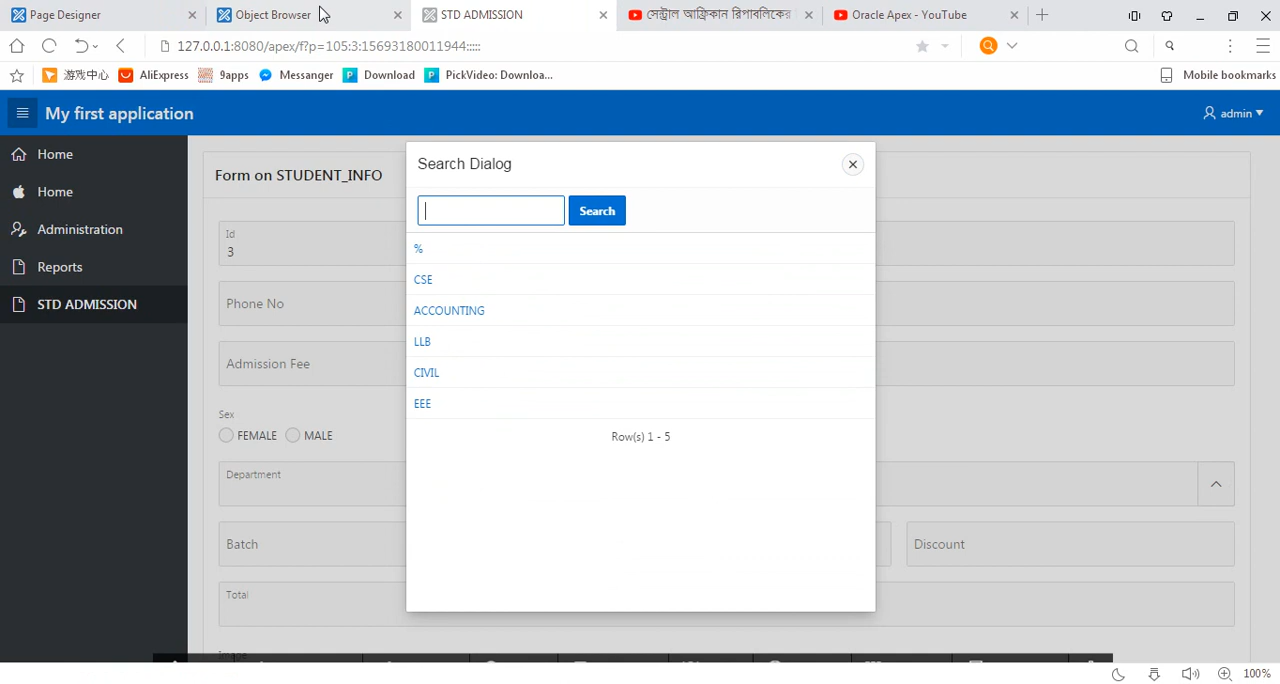 Page Designer
Object Browser
STD ADMISSION
সেন্ট্রাল আফ্রিকান রিপাবলিকের
Oracle Apex - YouTube
127.0.0.1:8080/apex/f?p=105:3:15693180011944:::::
游戏中心
AliExpress
9apps
Messanger
Download
PickVideo: Downloa...
Mobile bookmarks
My first application
admin
Home
Home
Administration
Reports
STD ADMISSION
Form on STUDENT_INFO
Id
3
Phone No
Admission Fee
Sex
FEMALE
MALE
Department
Batch
Discount
Total
Search Dialog
Search
%
CSE
ACCOUNTING
LLB
CIVIL
EEE
Row(s) 1 - 5
100%